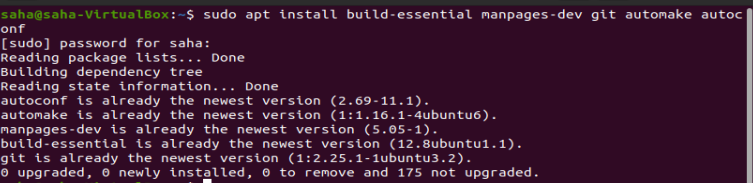 saha@saha-VirtualBox:~$ sudo apt install build-essential manpages-dev git automake autoc
onf
[sudo] password for saha:
Reading package lists... Done
Building dependency tree
Reading state information... Done
autoconf is already the newest version (2.69-11.1).
automake is already the newest version (1:1.16.1-4ubuntu6).
manpages-dev is already the newest version (5.05-1).
build-essential is already the newest version (12.8ubuntu1.1).
git is already the newest version (1:2.25.1-1ubuntu3.2).
0 upgraded, 0 newly installed, 0 to remove and 175 not upgraded.